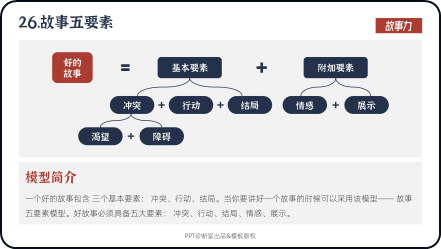 26.故事五要素
故事力
好的
故事
=
基本要素
+
附加要素
冲突 + 行动 + 结局
情感 + 展示
渴望 + 障碍
模型简介
一个好的故事包含 三个基本要素： 冲突、行动、结局。当你要讲好一个故事的时候可以采用该模型—— 故事
五要素模型。好故事必须具备五大要素： 冲突、行动、结局、情感、展示。
PPT诊断室出品&模板版权